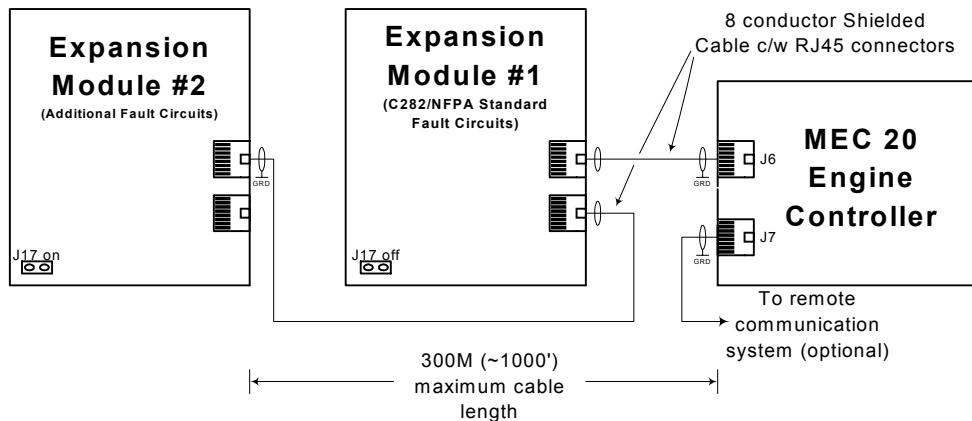 Expansion
Module #2
(Additional Fault Circuits)
GRD
J17 on
Expansion
Module #1
(C282/NFPA Standard
Fault Circuits)
J17 off
8 conductor Shielded
Cable c/w RJ45 connectors
MEC 20
Engine
Controller
J6
GRD
J7
GRD
To remote
communication
system (optional)
300M (~1000')
maximum cable
length